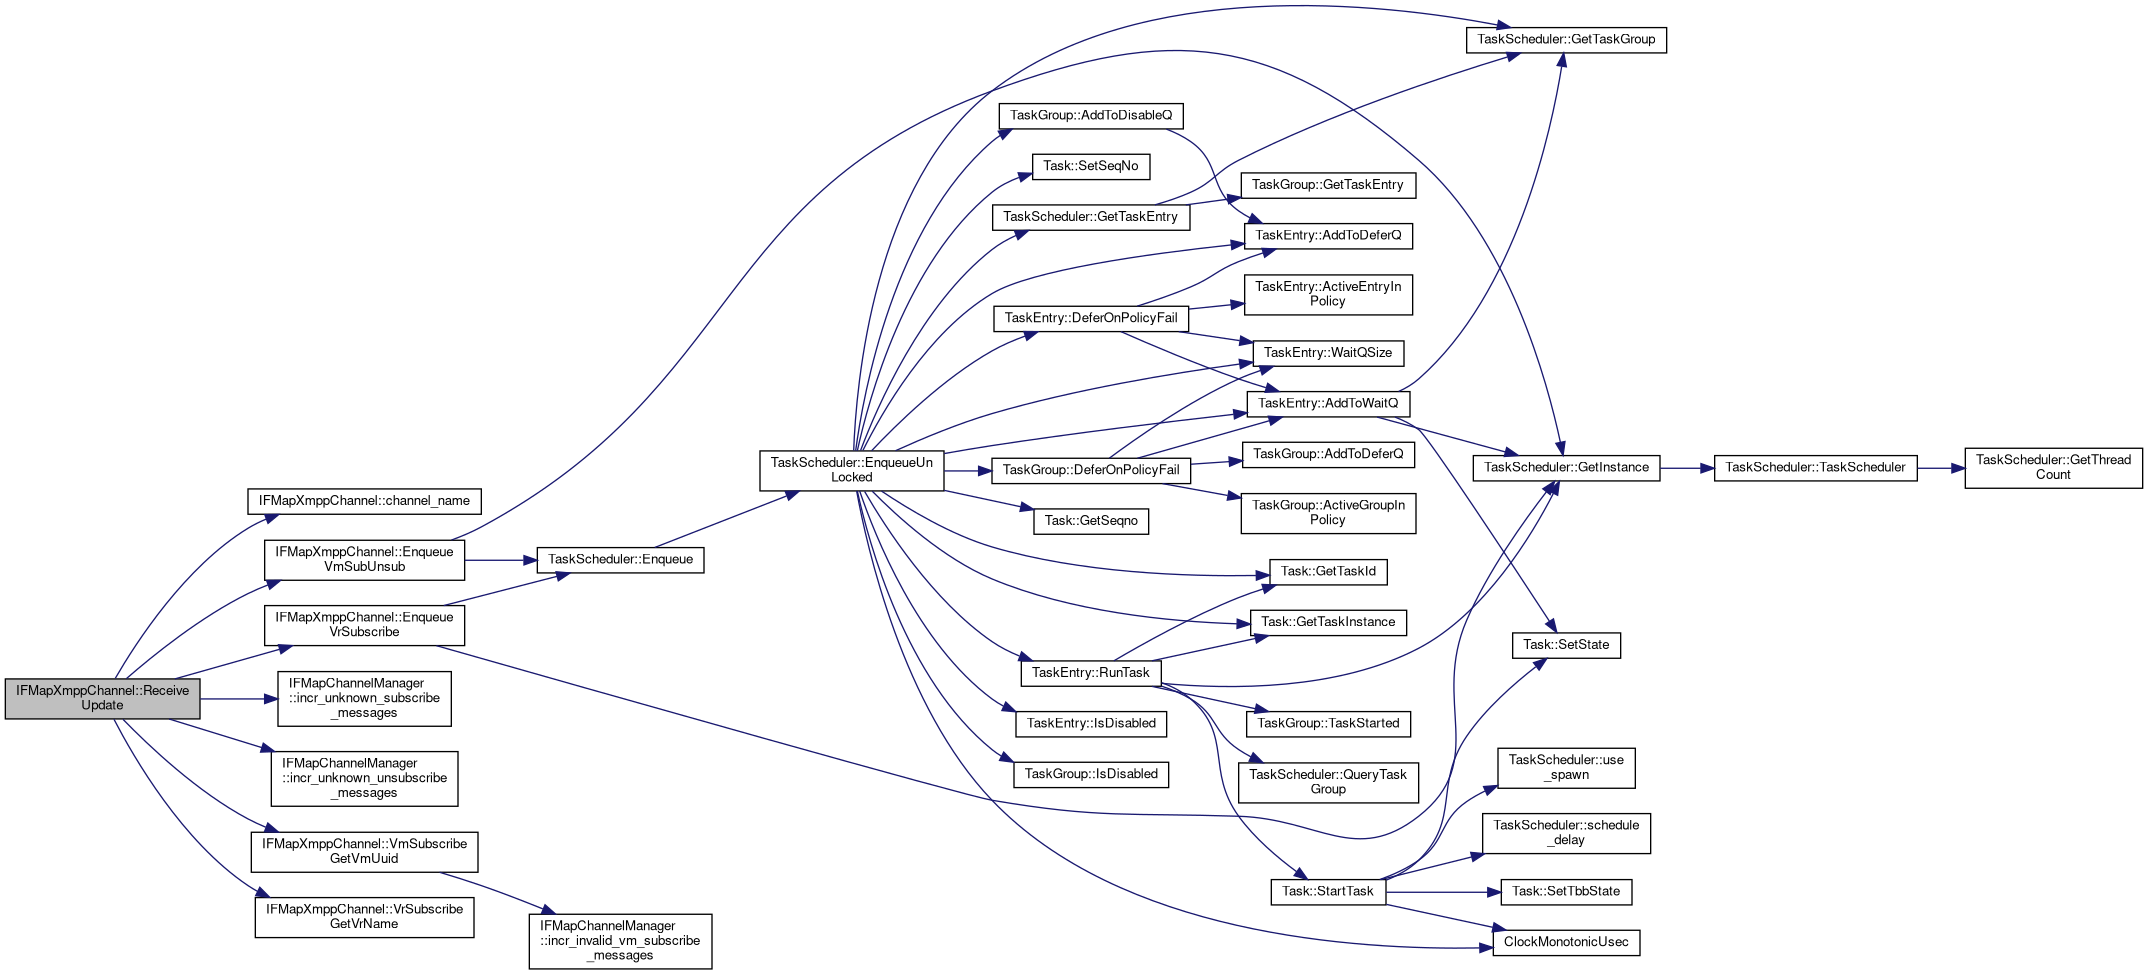 IFMapXmppChannel::Receive
Update
IFMapXmppChannel::channel_name
IFMapXmppChannel::Enqueue
VmSubUnsub
IFMapXmppChannel::Enqueue
VrSubscribe
IFMapChannelManager
::incr_unknown_subscribe
_messages
IFMapChannelManager
::incr_unknown_unsubscribe
_messages
IFMapXmppChannel::VmSubscribe
GetVmUuid
IFMapXmppChannel::VrSubscribe
GetVrName
TaskScheduler::Enqueue
IFMapChannelManager
::incr_invalid_vm_subscribe
_messages
TaskScheduler::EnqueueUn
Locked
TaskGroup::AddToDisableQ
Task::SetSeqNo
TaskScheduler::GetTaskEntry
TaskEntry::DeferOnPolicyFail
TaskGroup::DeferOnPolicyFail
Task::GetSeqno
TaskEntry::RunTask
TaskEntry::IsDisabled
TaskGroup::IsDisabled
TaskGroup::GetTaskEntry
TaskEntry::AddToDeferQ
TaskEntry::ActiveEntryIn
Policy
TaskEntry::WaitQSize
TaskEntry::AddToWaitQ
TaskGroup::AddToDeferQ
TaskGroup::ActiveGroupIn
Policy
Task::GetTaskId
Task::GetTaskInstance
TaskGroup::TaskStarted
TaskScheduler::QueryTask
Group
Task::StartTask
TaskScheduler::GetTaskGroup
TaskScheduler::GetInstance
Task::SetState
TaskScheduler::use
_spawn
TaskScheduler::schedule
_delay
Task::SetTbbState
ClockMonotonicUsec
TaskScheduler::TaskScheduler
TaskScheduler::GetThread
Count